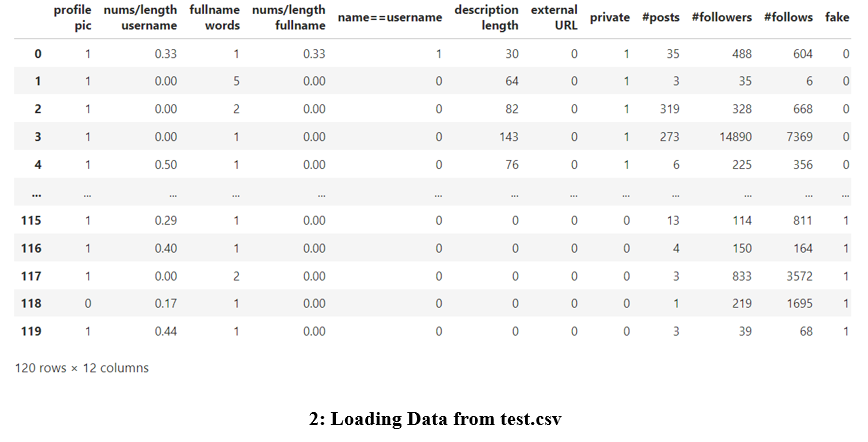 profile pic nums/length username fullname words nums/length fullname name==username description length external URL private #posts #followers #follows fake
0 1 0.33 1 0.33 1 30 0 1 35 488 604 0
1 1 0.00 5 0.00 0 64 0 1 3 35 6 0
2 1 0.00 2 0.00 0 82 0 1 319 328 668 0
3 1 0.00 1 0.00 0 143 0 1 273 14890 7369 0
4 1 0.50 1 0.00 0 76 0 1 6 225 356 0
... ... ... ... ... ... ... ... ... ... ... ... ...
115 1 0.29 1 0.00 0 0 0 0 13 114 811 1
116 1 0.40 1 0.00 0 0 0 0 4 150 164 1
117 1 0.00 2 0.00 0 0 0 0 3 833 3572 1
118 0 0.17 1 0.00 0 0 0 0 1 219 1695 1
119 1 0.44 1 0.00 0 0 0 0 3 39 68 1
120 rows × 12 columns
2: Loading Data from test.csv